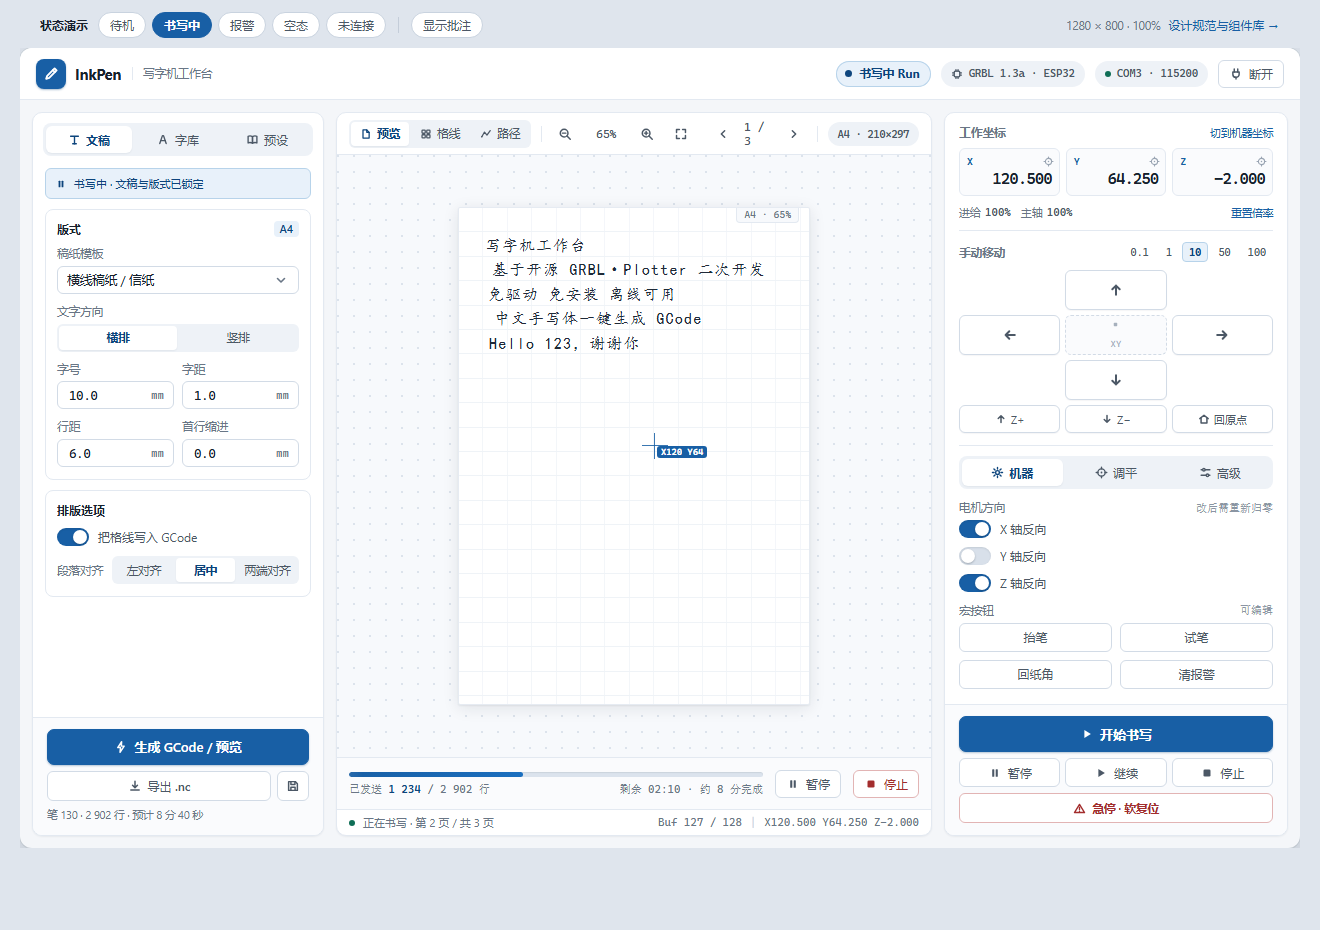 状态演示 待机 书写中 报警 空态 未连接 显示批注 1280 × 800 · 100% 设计规范与组件库 →
InkPen 写字机工作台 书写中 Run GRBL 1.3a · ESP32 COM3 · 115200 断开
文稿 字库 预设
书写中 · 文稿与版式已锁定
版式 A4
稿纸模板
横线稿纸 / 信纸
文字方向
横排 竖排
字号 字距
10.0 mm 1.0 mm
行距 首行缩进
6.0 mm 0.0 mm
排版选项
把格线写入 GCode
段落对齐 左对齐 居中 两端对齐
生成 GCode / 预览
导出 .nc
笔 130 · 2 902 行 · 预计 8 分 40 秒
预览 格线 路径 65% 1 / 3 A4 · 210×297
A4 · 65%
写字机工作台
基于开源 GRBL·Plotter 二次开发
免驱动 免安装 离线可用
中文手写体一键生成 GCode
Hello 123, 谢谢你
X120 Y64
已发送 1 234 / 2 902 行 剩余 02:10 · 约 8 分完成 暂停 停止
正在书写 · 第 2 页 / 共 3 页 Buf 127 / 128 | X120.500 Y64.250 Z−2.000
工作坐标 切到机器坐标
X Y Z
120.500 64.250 −2.000
进给 100% 主轴 100% 重置倍率
手动移动 0.1 1 10 50 100
XY
Z+ Z− 回原点
机器 调平 高级
电机方向 改后需重新归零
X 轴反向
Y 轴反向
Z 轴反向
宏按钮 可编辑
抬笔 试笔
回纸角 清报警
开始书写
暂停 继续 停止
急停 · 软复位